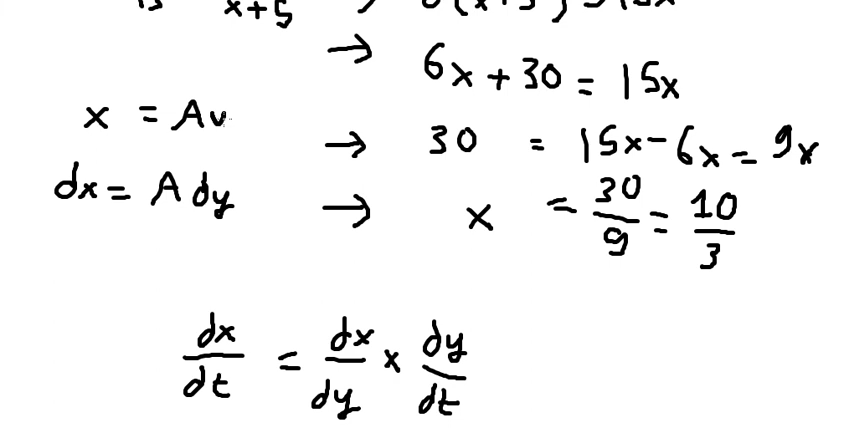 x+5
→ 6x + 30 = 15x
x = A
→ 30 = 15x - 6x = 9x
dx = A dy
→ x = 30/9 = 10/3
dx/dt = dx/dy × dy/dt